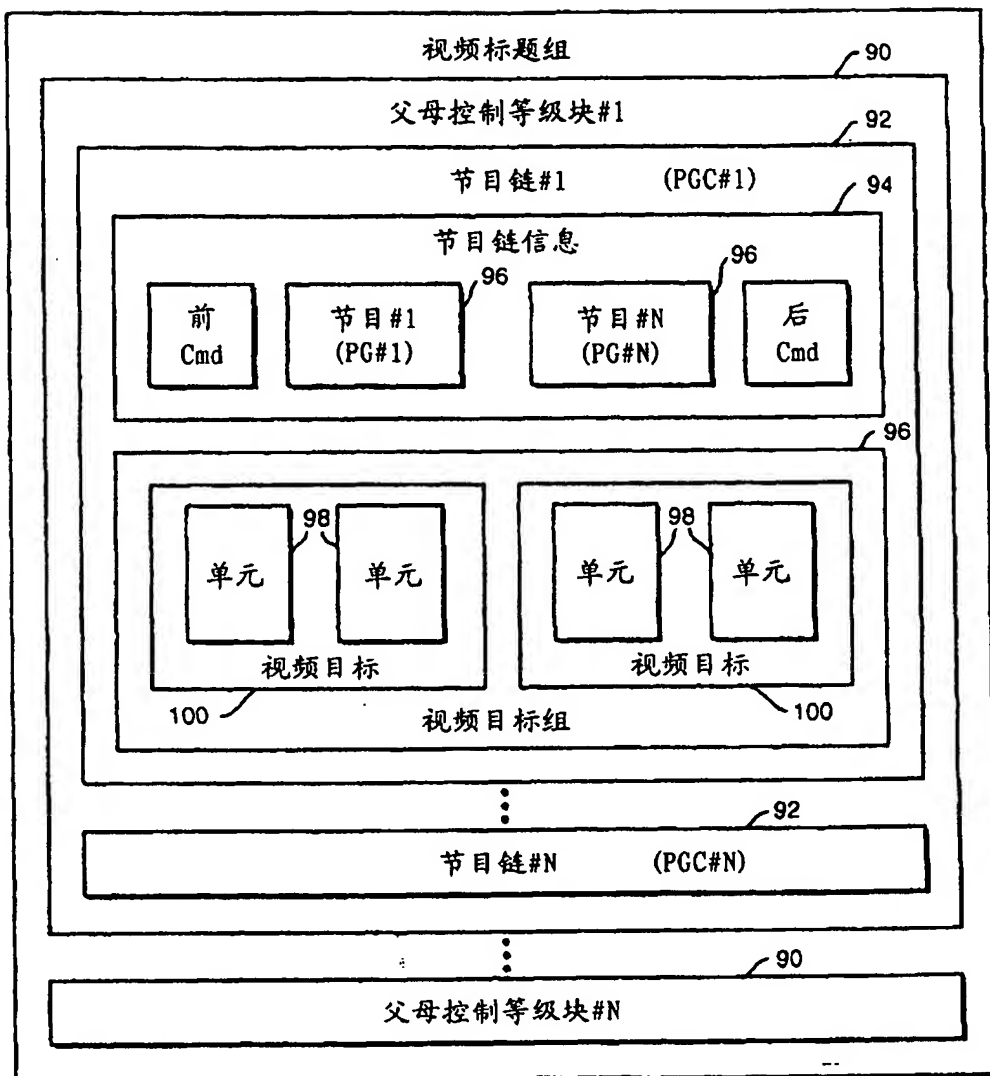 视频标题组
90
父母控制等级块#1
92
节目链#1 (PGC#1)
94
节目链信息
96 96
前 节目#1 节目#N 后
Cmd (PG#1) (PG#N) Cmd
96
98 98
单元 单元 单元 单元
视频目标 视频目标
100 视频目标组 100
92
节目链#N (PGC#N)
90
父母控制等级块#N